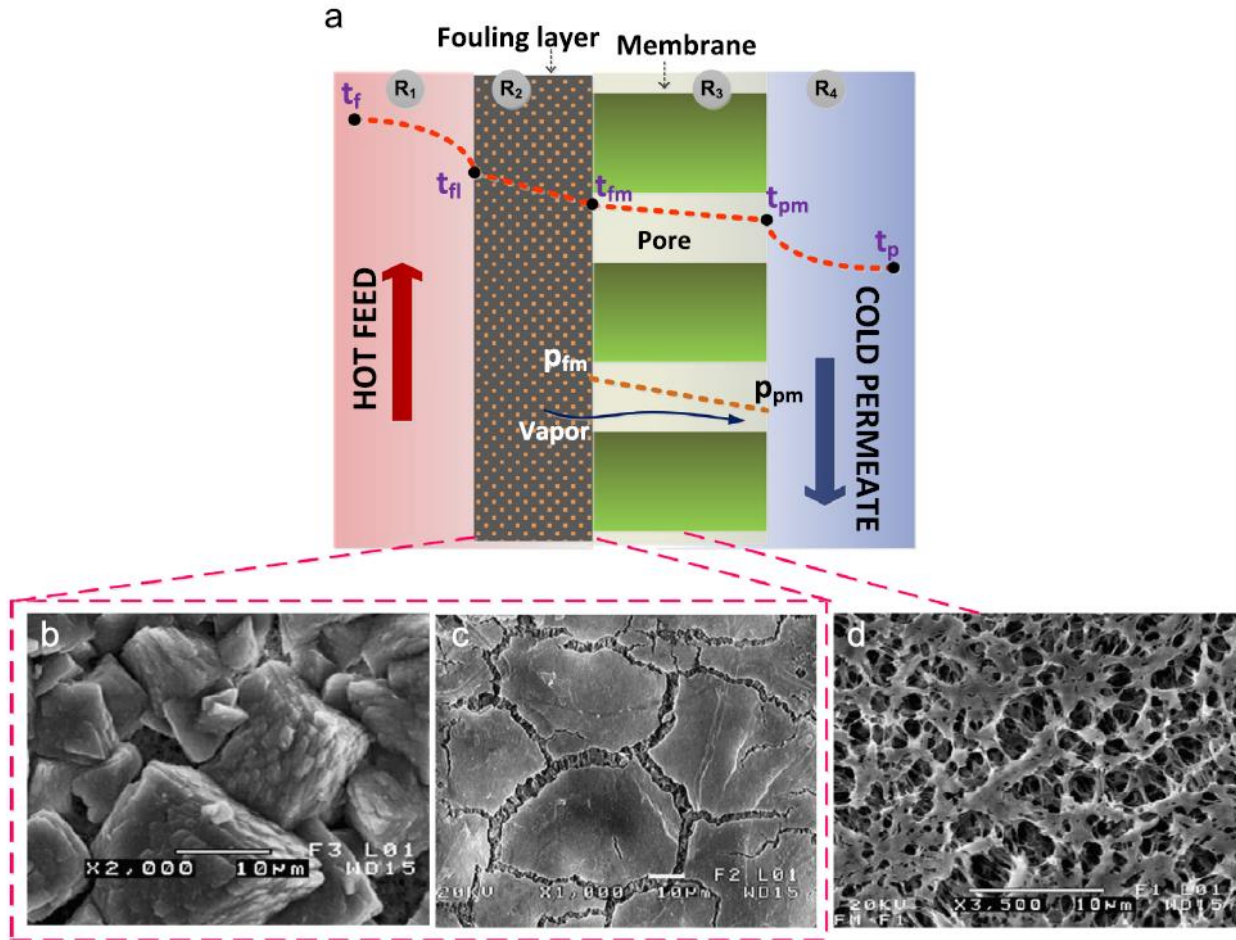 a
Fouling layer
Membrane
R1
R2
R3
R4
tf
tfl
tfm
tpm
tp
Pore
HOT FEED
COLD PERMEATE
pfm
ppm
Vapor
b
F3 L01
X2,000 10µm WD15
c
F2 L01
20KV X1,000 10µm WD15
d
F1 L01
20KV X3,500 10µm WD15
FM-F1